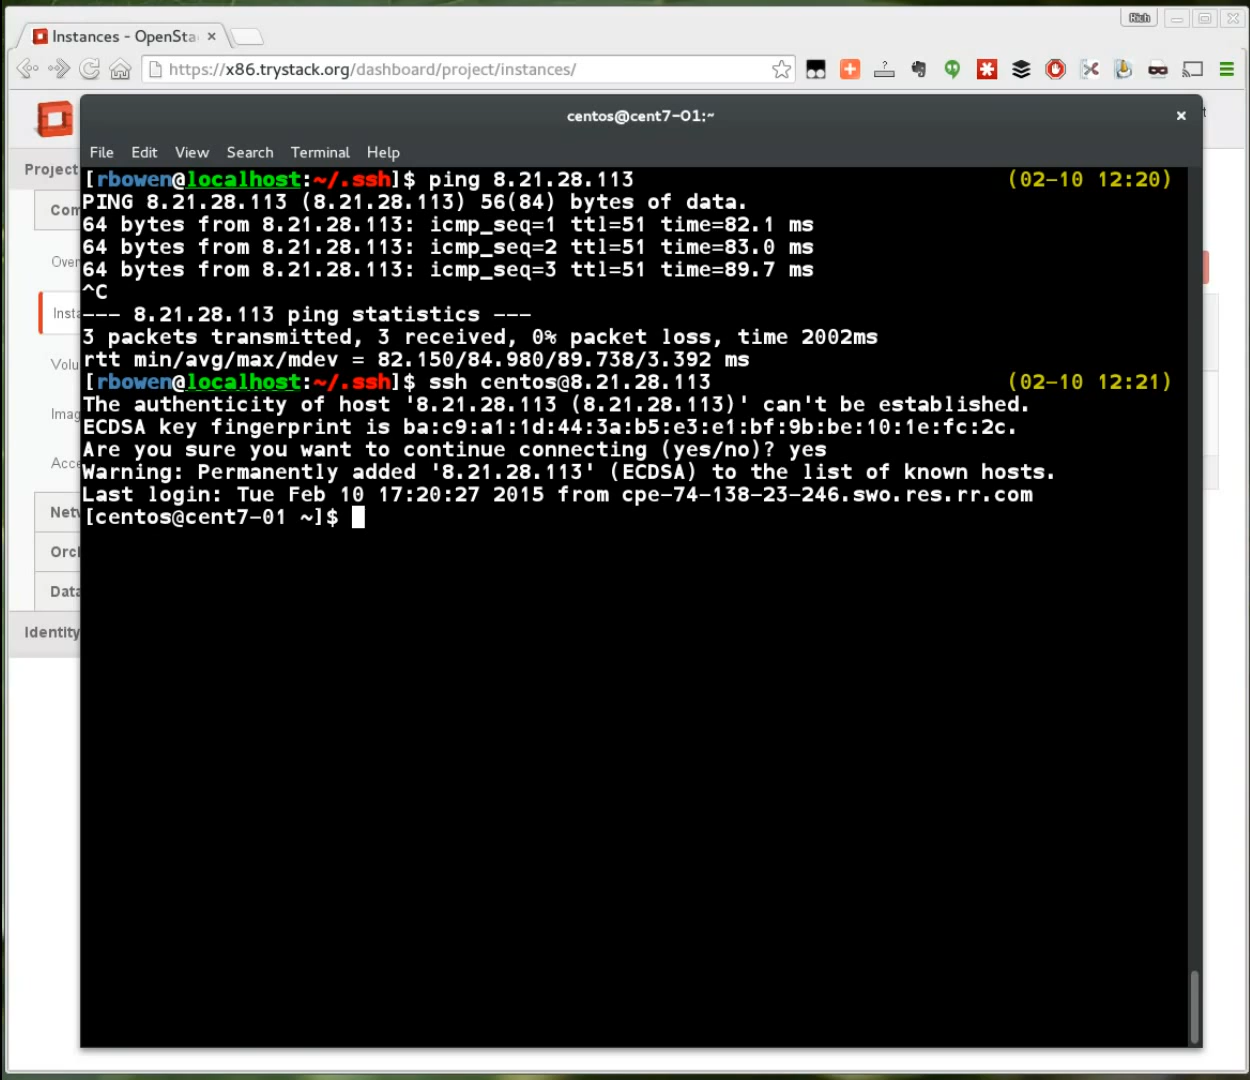 Rich
Instances - OpenSta
https://x86.trystack.org/dashboard/project/instances/
centos@cent7-01:~
File Edit View Search Terminal Help
Project
Com
Over
Insta
Volu
Imag
Acce
Netv
Orch
Data
Identity
[rbowen@localhost:~/.ssh]$ ping 8.21.28.113 (02-10 12:20)
PING 8.21.28.113 (8.21.28.113) 56(84) bytes of data.
64 bytes from 8.21.28.113: icmp_seq=1 ttl=51 time=82.1 ms
64 bytes from 8.21.28.113: icmp_seq=2 ttl=51 time=83.0 ms
64 bytes from 8.21.28.113: icmp_seq=3 ttl=51 time=89.7 ms
^C
--- 8.21.28.113 ping statistics ---
3 packets transmitted, 3 received, 0% packet loss, time 2002ms
rtt min/avg/max/mdev = 82.150/84.980/89.738/3.392 ms
[rbowen@localhost:~/.ssh]$ ssh centos@8.21.28.113 (02-10 12:21)
The authenticity of host '8.21.28.113 (8.21.28.113)' can't be established.
ECDSA key fingerprint is ba:c9:a1:1d:44:3a:b5:e3:e1:bf:9b:be:10:1e:fc:2c.
Are you sure you want to continue connecting (yes/no)? yes
Warning: Permanently added '8.21.28.113' (ECDSA) to the list of known hosts.
Last login: Tue Feb 10 17:20:27 2015 from cpe-74-138-23-246.swo.res.rr.com
[centos@cent7-01 ~]$